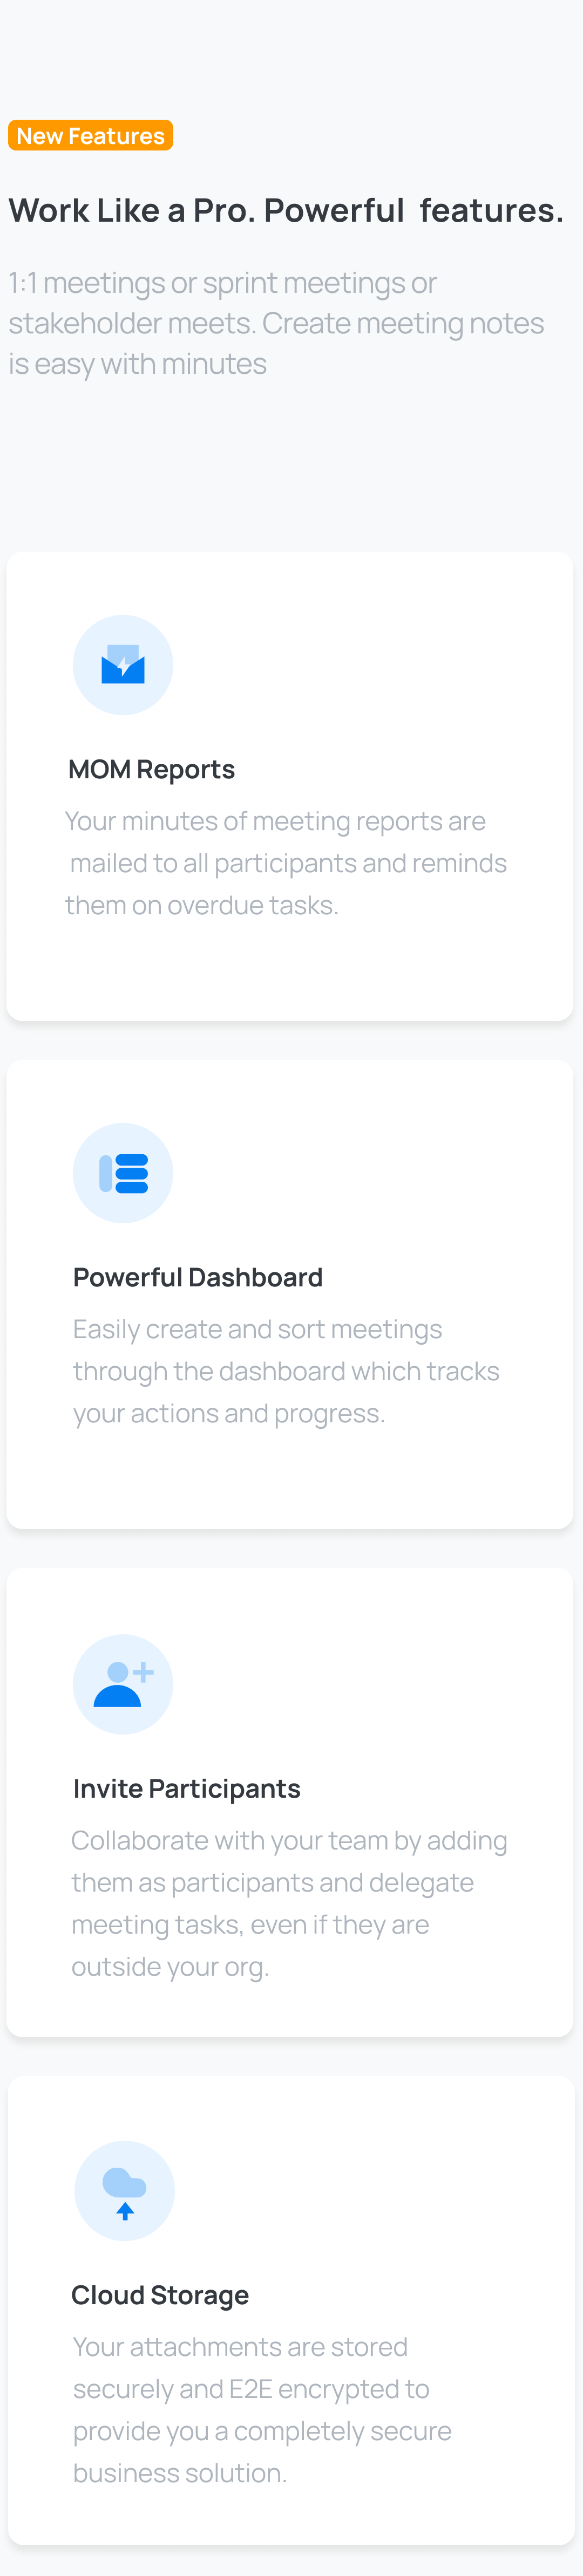 New Features
Work Like a Pro. Powerful  features.
1:1 meetings or sprint meetings or
stakeholder meets. Create meeting notes
is easy with minutes
MOM Reports
Your minutes of meeting reports are
mailed to all participants and reminds
them on overdue tasks.
Powerful Dashboard
Easily create and sort meetings
through the dashboard which tracks
your actions and progress.
Invite Participants
Collaborate with your team by adding
them as participants and delegate
meeting tasks, even if they are
outside your org.
Cloud Storage
Your attachments are stored
securely and E2E encrypted to
provide you a completely secure
business solution.